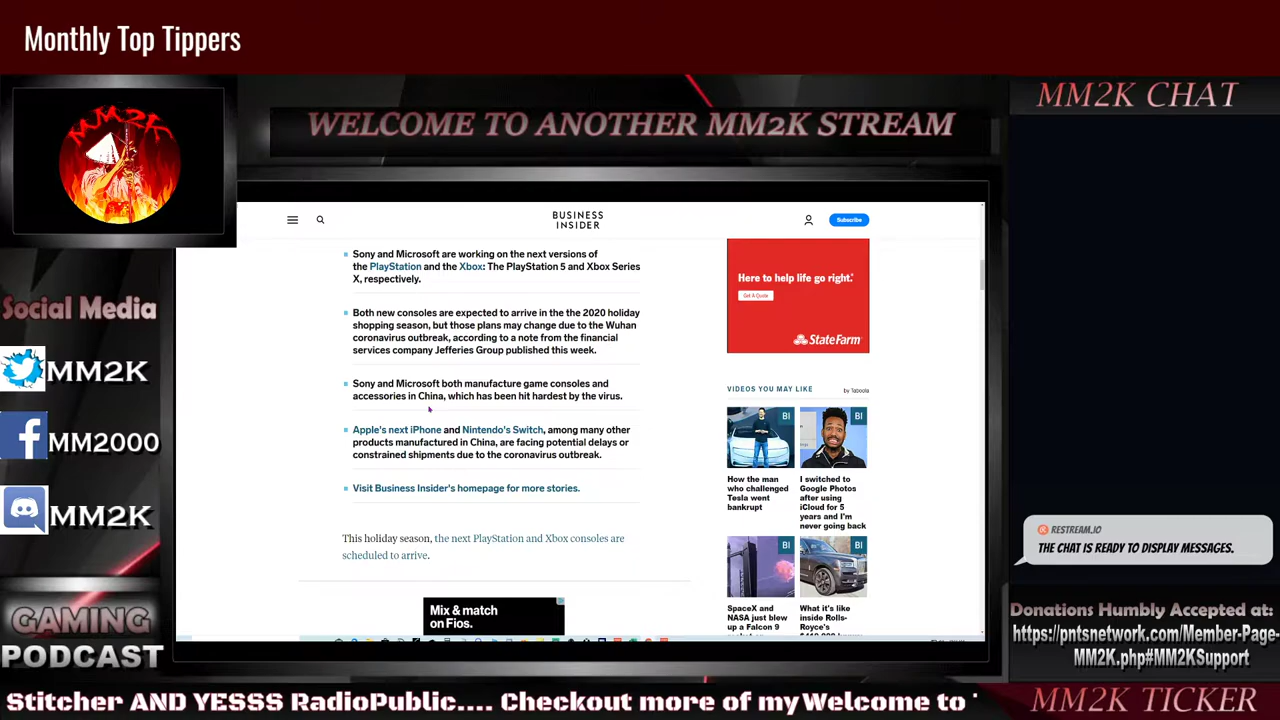 Monthly Top Tippers
MM2K
WELCOME TO ANOTHER MM2K STREAM
MM2K CHAT
BUSINESS
INSIDER
Subscribe
Sony and Microsoft are working on the next versions of
the PlayStation and the Xbox: The PlayStation 5 and Xbox Series
X, respectively.
Both new consoles are expected to arrive in the the 2020 holiday
shopping season, but those plans may change due to the Wuhan
coronavirus outbreak, according to a note from the financial
services company Jefferies Group published this week.
Sony and Microsoft both manufacture game consoles and
accessories in China, which has been hit hardest by the virus.
Apple's next iPhone and Nintendo's Switch, among many other
products manufactured in China, are facing potential delays or
constrained shipments due to the coronavirus outbreak.
Visit Business Insider's homepage for more stories.
This holiday season, the next PlayStation and Xbox consoles are
scheduled to arrive.
Mix & match
on Fios.
Here to help life go right.®
Get A Quote
StateFarm
VIDEOS YOU MAY LIKE
by Taboola
BI
BI
How the man
who challenged
Tesla went
bankrupt
I switched to
Google Photos
after using
iCloud for 5
years and I'm
never going back
BI
BI
SpaceX and
NASA just blew
up a Falcon 9
What it's like
inside Rolls-
Royce's
Social Media
MM2K
MM2000
MM2K
GAMING
PODCAST
RESTREAM.IO
THE CHAT IS READY TO DISPLAY MESSAGES.
Donations Humbly Accepted at:
https://pntsnetwork.com/Member-Page-
MM2K.php#MM2KSupport
Stitcher AND YESSS RadioPublic.... Checkout more of my Welcome to
MM2K TICKER